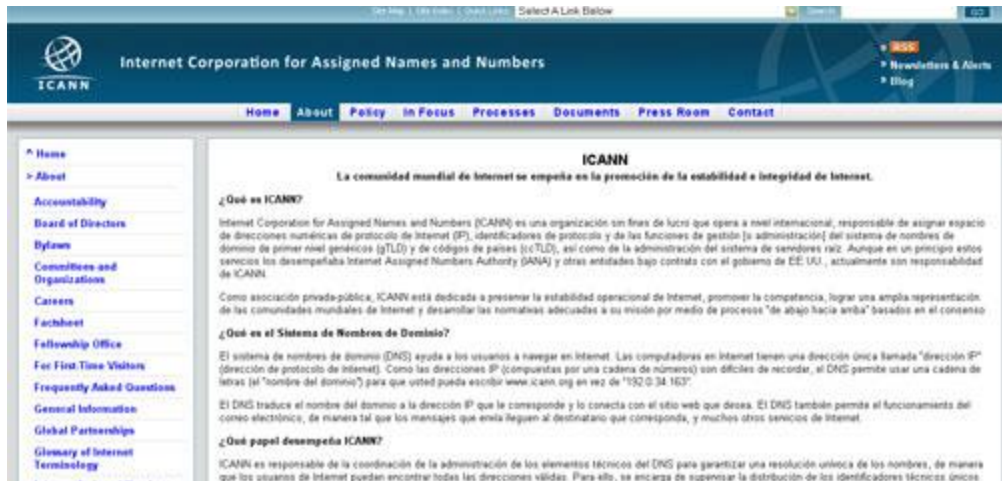 Site Map | Site Index | Quick Links Select A Link Below Search GO
ICANN
Internet Corporation for Assigned Names and Numbers
RSS
Newsletters & Alerts
Blog
Home About Policy In Focus Processes Documents Press Room Contact
^ Home
> About
Accountability
Board of Directors
Bylaws
Committees and
Organizations
Careers
Factsheet
Fellowship Office
For First Time Visitors
Frequently Asked Questions
General Information
Global Partnerships
Glossary of Internet
Terminology
ICANN
La comunidad mundial de Internet se empeña en la promoción de la estabilidad e integridad de Internet.
¿Qué es ICANN?
Internet Corporation for Assigned Names and Numbers (ICANN) es una organización sin fines de lucro que opera a nivel internacional, responsable de asignar espacio
de direcciones numéricas de protocolo de Internet (IP), identificadores de protocolo y de las funciones de gestión [o administración] del sistema de nombres de
dominio de primer nivel genéricos (gTLD) y de códigos de países (ccTLD), así como de la administración del sistema de servidores raíz. Aunque en un principio estos
servicios los desempeñaba Internet Assigned Numbers Authority (IANA) y otras entidades bajo contrato con el gobierno de EE.UU., actualmente son responsabilidad
de ICANN.
Como asociación privada-pública, ICANN está dedicada a preservar la estabilidad operacional de Internet, promover la competencia, lograr una amplia representación
de las comunidades mundiales de Internet y desarrollar las normativas adecuadas a su misión por medio de procesos "de abajo hacia arriba" basados en el consenso
¿Qué es el Sistema de Nombres de Dominio?
El sistema de nombres de dominio (DNS) ayuda a los usuarios a navegar en Internet. Las computadoras en Internet tienen una dirección única llamada "dirección IP"
(dirección de protocolo de Internet). Como las direcciones IP (compuestas por una cadena de números) son difíciles de recordar, el DNS permite usar una cadena de
letras (el "nombre del dominio") para que usted pueda escribir www.icann.org en vez de "192.0.34.163".
El DNS traduce el nombre del dominio a la dirección IP que le corresponde y lo conecta con el sitio web que desea. El DNS también permite el funcionamiento del
correo electrónico, de manera tal que los mensajes que envía lleguen al destinatario que corresponda, y muchos otros servicios de Internet.
¿Qué papel desempeña ICANN?
ICANN es responsable de la coordinación de la administración de los elementos técnicos del DNS para garantizar una resolución unívoca de los nombres, de manera
que los usuarios de Internet puedan encontrar todas las direcciones válidas. Para ello, se encarga de supervisar la distribución de los identificadores técnicos únicos